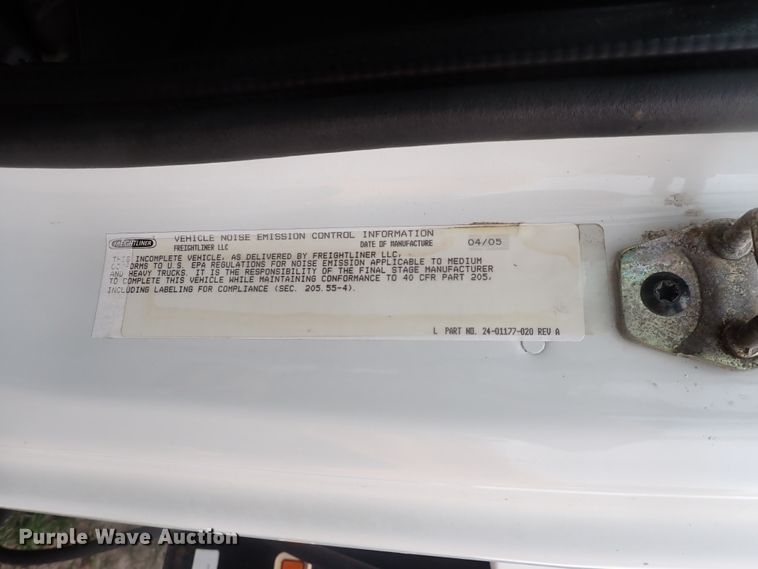 FREIGHTLINER
VEHICLE NOISE EMISSION CONTROL INFORMATION
FREIGHTLINER LLC DATE OF MANUFACTURE 04/05
THIS INCOMPLETE VEHICLE, AS DELIVERED BY FREIGHTLINER LLC,
RMS TO U.S. EPA REGULATIONS FOR NOISE EMISSION APPLICABLE TO MEDIUM
AND HEAVY TRUCKS. IT IS THE RESPONSIBILITY OF THE FINAL STAGE MANUFACTURER
TO COMPLETE THIS VEHICLE WHILE MAINTAINING CONFORMANCE TO 40 CFR PART 205,
INCLUDING LABELING FOR COMPLIANCE (SEC. 205.55-4).
L PART NO. 24-01177-020 REV A
Purple Wave Auction®